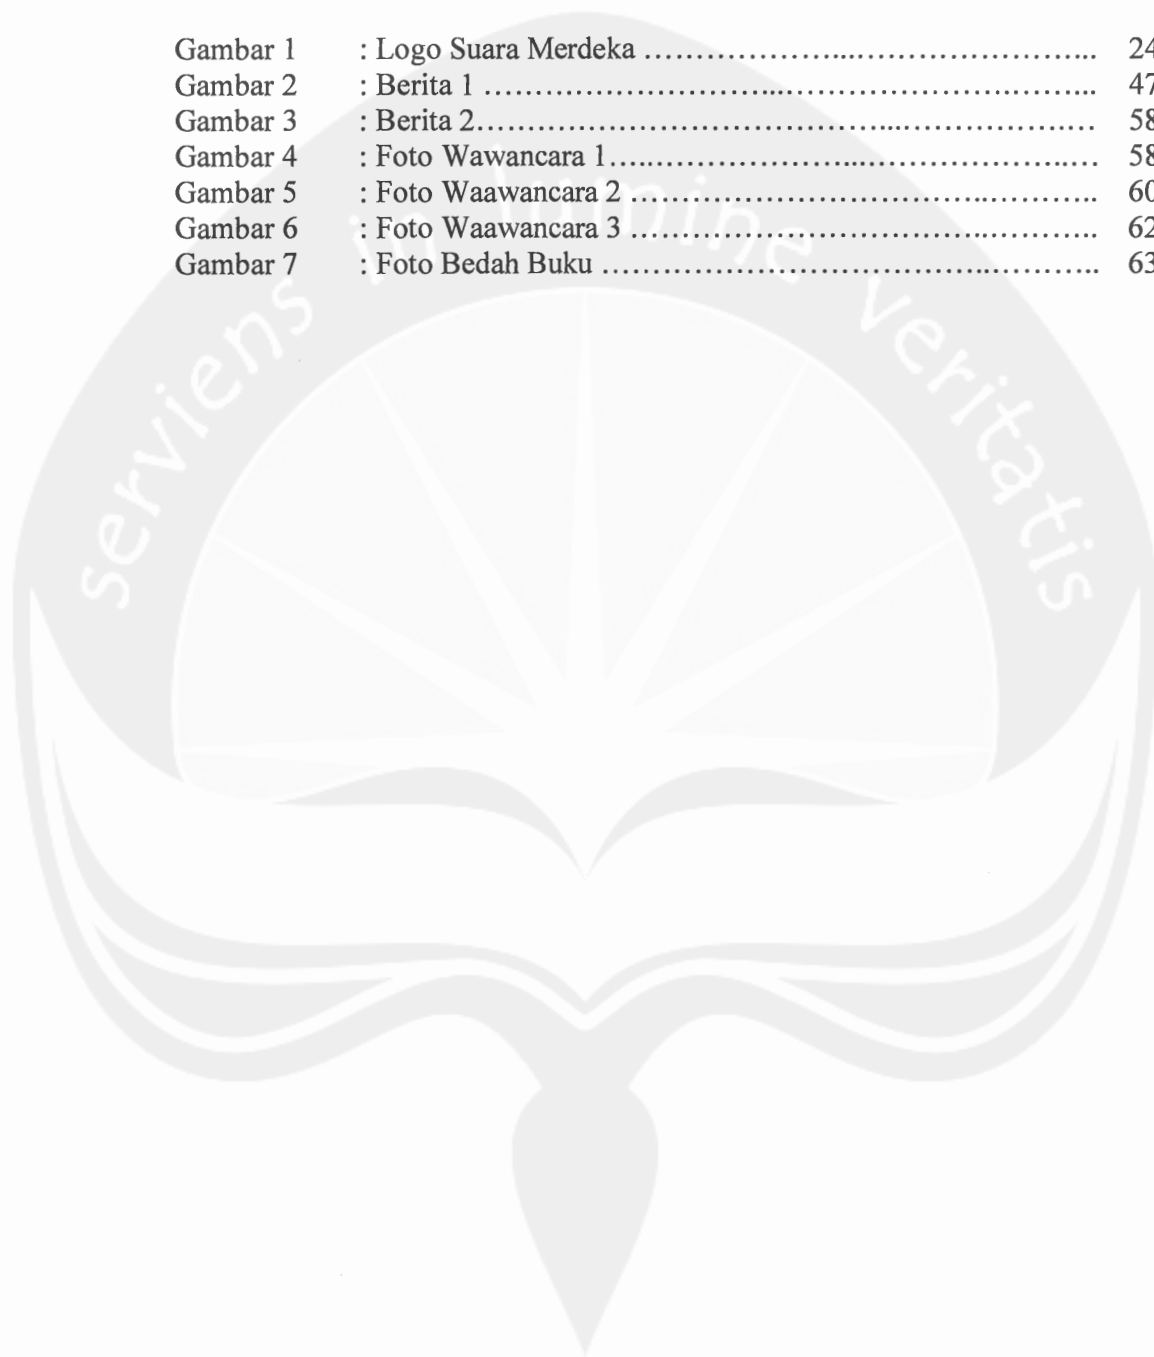 Gambar 1 : Logo Suara Merdeka ............................................................ 24
Gambar 2 : Berita 1 ............................................................ 47
Gambar 3 : Berita 2............................................................ 58
Gambar 4 : Foto Wawancara 1............................................................ 58
Gambar 5 : Foto Waawancara 2 ............................................................ 60
Gambar 6 : Foto Waawancara 3 ............................................................ 62
Gambar 7 : Foto Bedah Buku ............................................................ 63
serviens in lumine veritatis